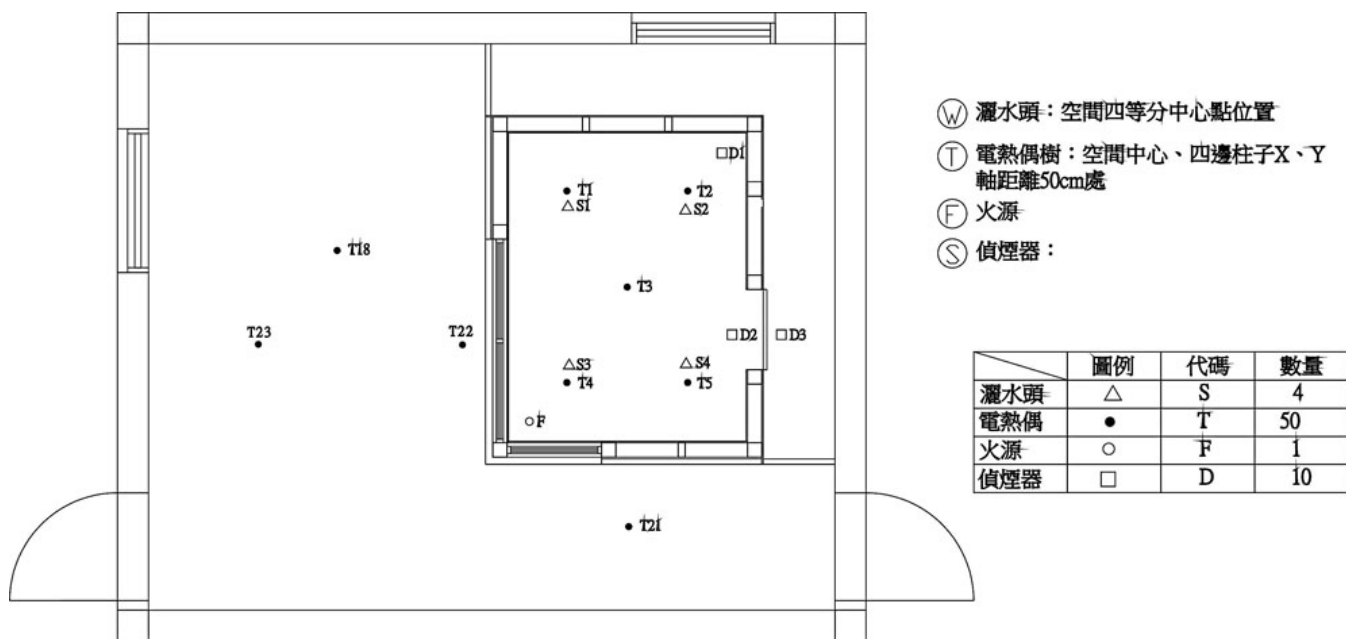 Ⓦ 灑水頭：空間四等分中心點位置
Ⓣ 電熱偶樹：空間中心、四邊柱子X、Y
軸距離50cm處
Ⓕ 火源
Ⓢ 偵煙器：
D1
T1 T2
S1 S2
T18
T3
T23 T22 D2 D3
S3 S4
T4 T5
F
T21
圖例 代碼 數量
灑水頭 △ S 4
電熱偶 ● T 50
火源 ○ F 1
偵煙器 □ D 10